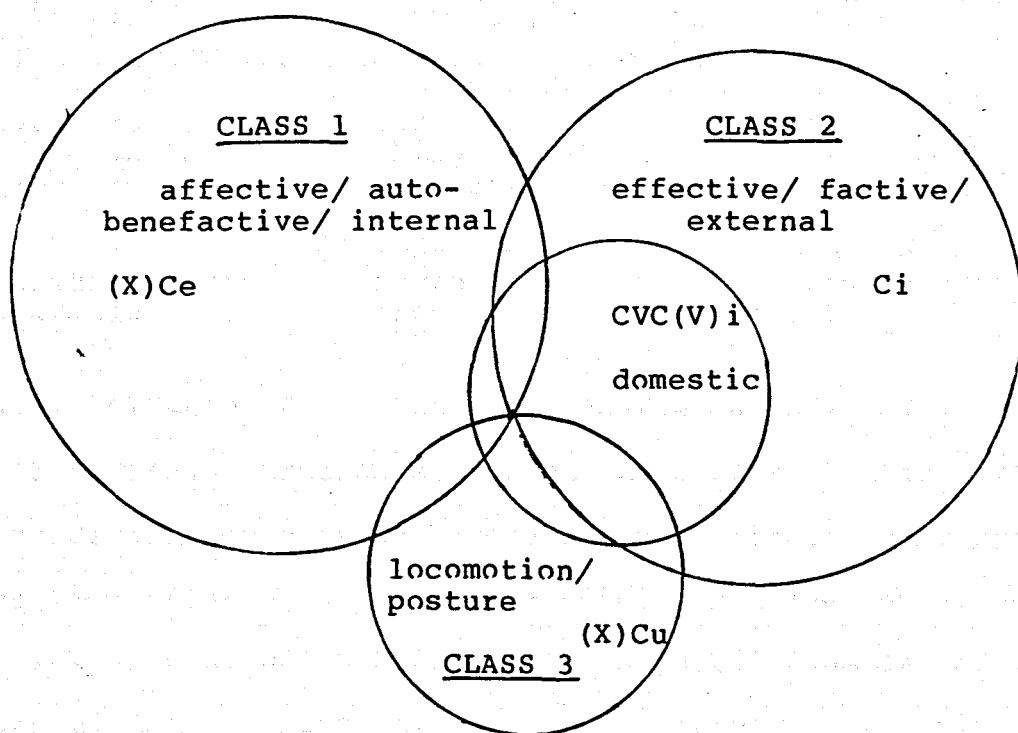 CLASS 1
affective/ auto-
benefactive/ internal
(X)Ce
CLASS 2
effective/ factive/
external
Ci
CVC(V)i
domestic
locomotion/
posture
(X)Cu
CLASS 3